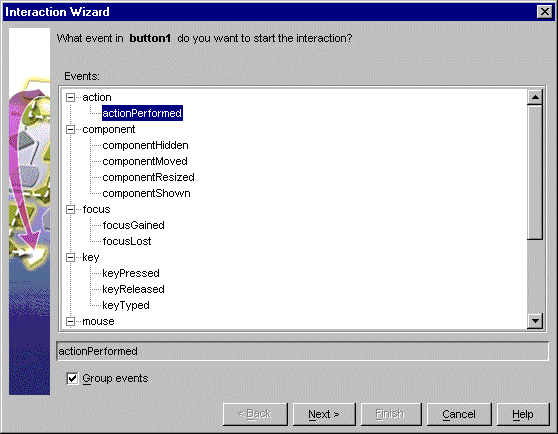 Interaction Wizard
What event in button1 do you want to start the interaction?
Events:
action
actionPerformed
component
componentHidden
componentMoved
componentResized
componentShown
focus
focusGained
focusLost
key
keyPressed
keyReleased
keyTyped
mouse
actionPerformed
Group events
< Back Next > Finish Cancel Help